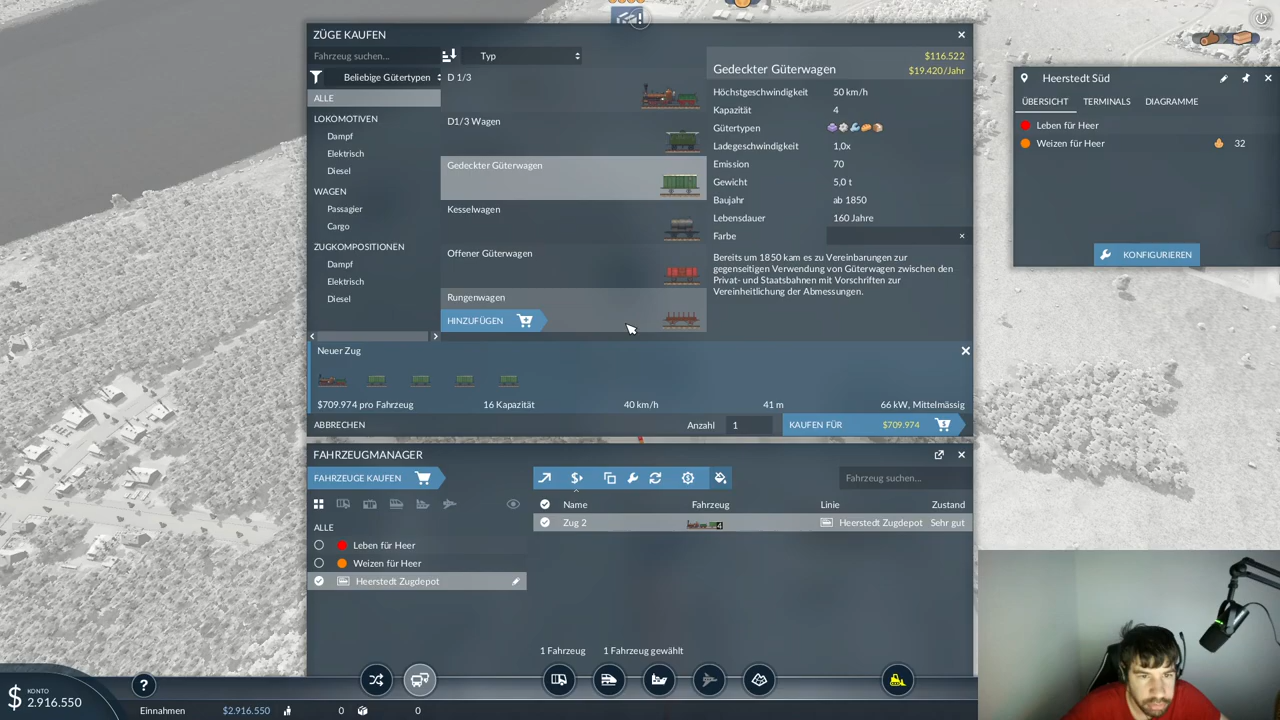 ZÜGE KAUFEN
Fahrzeug suchen...
Typ
Beliebige Gütertypen
ALLE
LOKOMOTIVEN
Dampf
Elektrisch
Diesel
WAGEN
Passagier
Cargo
ZUGKOMPOSITIONEN
Dampf
Elektrisch
Diesel
D 1/3
D1/3 Wagen
Gedeckter Güterwagen
Kesselwagen
Offener Güterwagen
Rungenwagen
HINZUFÜGEN
$116.522
Gedeckter Güterwagen
$19.420/Jahr
Höchstgeschwindigkeit 50 km/h
Kapazität 4
Gütertypen
Ladegeschwindigkeit 1,0x
Emission 70
Gewicht 5,0 t
Baujahr ab 1850
Lebensdauer 160 Jahre
Farbe
Bereits um 1850 kam es zu Vereinbarungen zur
gegenseitigen Verwendung von Güterwagen zwischen den
Privat- und Staatsbahnen mit Vorschriften zur
Vereinheitlichung der Abmessungen.
Neuer Zug
$709.974 pro Fahrzeug 16 Kapazität 40 km/h 41 m 66 kW, Mittelmässig
ABBRECHEN Anzahl 1 KAUFEN FÜR $709.974
Heerstedt Süd
ÜBERSICHT TERMINALS DIAGRAMME
Leben für Heer
Weizen für Heer 32
KONFIGURIEREN
FAHRZEUGMANAGER
FAHRZEUGE KAUFEN
Fahrzeug suchen...
ALLE
Leben für Heer
Weizen für Heer
Heerstedt Zugdepot
Name Fahrzeug Linie Zustand
Zug 2 4 Heerstedt Zugdepot Sehr gut
1 Fahrzeug 1 Fahrzeug gewählt
$ KONTO
2.916.550
?
Einnahmen $2.916.550 0 0